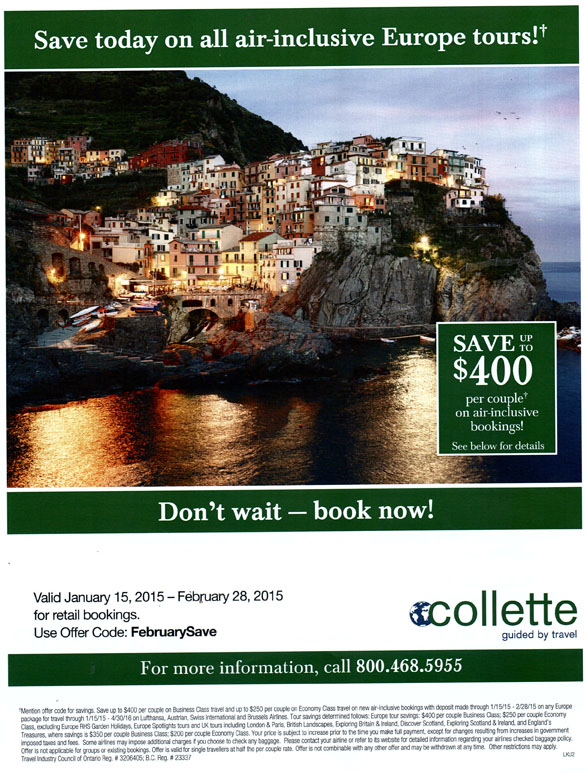 Save today on all air-inclusive Europe tours!†
SAVE UP TO
$400
per couple†
on air-inclusive
bookings!
See below for details
Don't wait – book now!
Valid January 15, 2015 – February 28, 2015
for retail bookings.
Use Offer Code: FebruarySave
collette
guided by travel
For more information, call 800.468.5955
†Mention offer code for savings. Save up to $400 per couple on Business Class travel and up to $250 per couple on Economy Class travel on new air-inclusive bookings with deposit made through 1/15/15 - 2/28/15 on any Europe
package for travel through 1/15/15 - 4/30/16 on Lufthansa, Austrian, Swiss International and Brussels Airlines. Tour savings determined follows: Europe tour savings: $400 per couple Business Class; $250 per couple Economy
Class, excluding Europe RHS Garden Holidays, Europe Spotlights tours and UK tours including London & Paris, British Landscapes, Exploring Britain & Ireland, Discover Scotland, Exploring Scotland & Ireland, and England's
Treasures, where savings is $350 per couple Business Class; $200 per couple Economy Class. Your price is subject to increase prior to the time you make full payment, except for changes resulting from increases in government
imposed taxes and fees. Some airlines may impose additional charges if you choose to check any baggage. Please contact your airline or refer to its website for detailed information regarding your airlines checked baggage policy.
Offer is not applicable for groups or existing bookings. Offer is valid for single travellers at half the per couple rate. Offer is not combinable with any other offer and may be withdrawn at any time. Other restrictions may apply.
Travel Industry Council of Ontario Reg. # 3206405; B.C. Reg. # 23337
LKU2